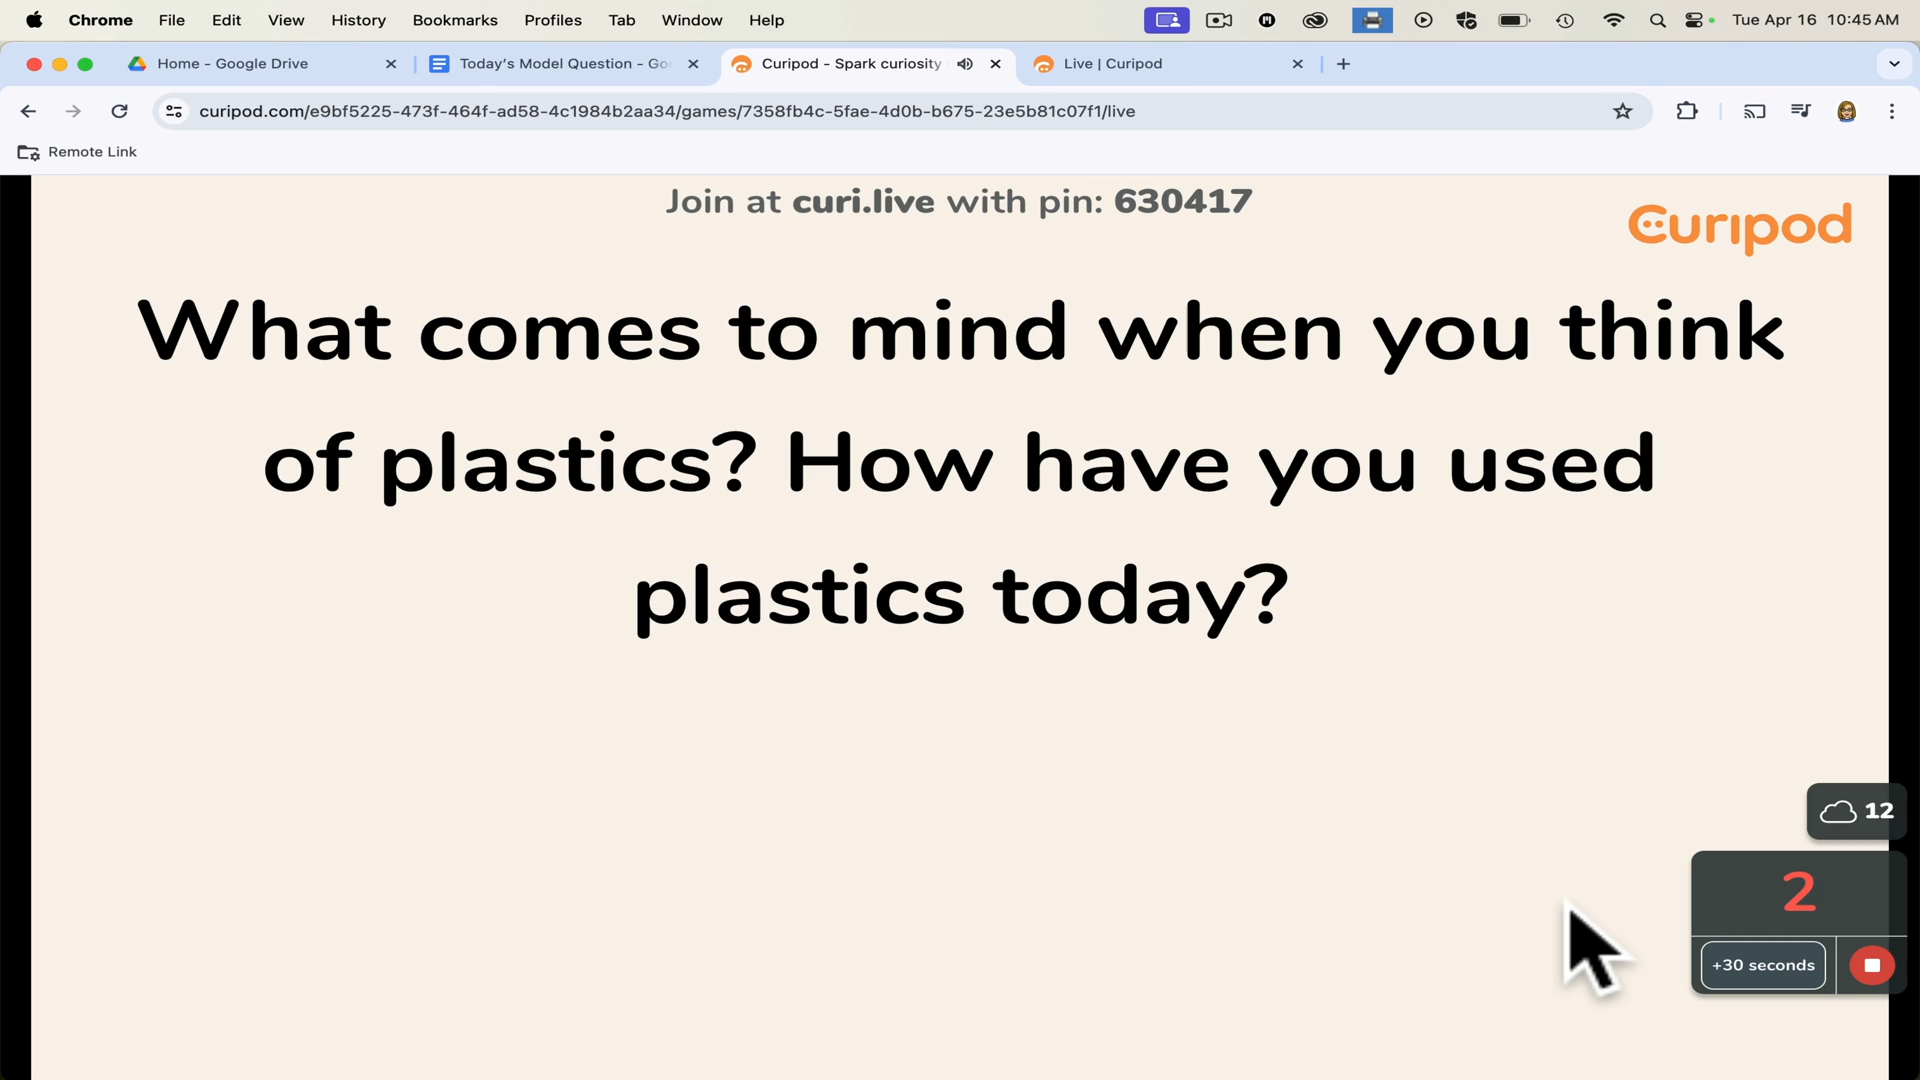 Chrome File Edit View History Bookmarks Profiles Tab Window Help Tue Apr 16 10:45 AM
Home - Google Drive Today's Model Question - Go Curipod - Spark curiosity Live | Curipod
curipod.com/e9bf5225-473f-464f-ad58-4c1984b2aa34/games/7358fb4c-5fae-4d0b-b675-23e5b81c07f1/live
Remote Link
Join at curi.live with pin: 630417
Curipod
What comes to mind when you think
of plastics? How have you used
plastics today?
12
2
+30 seconds